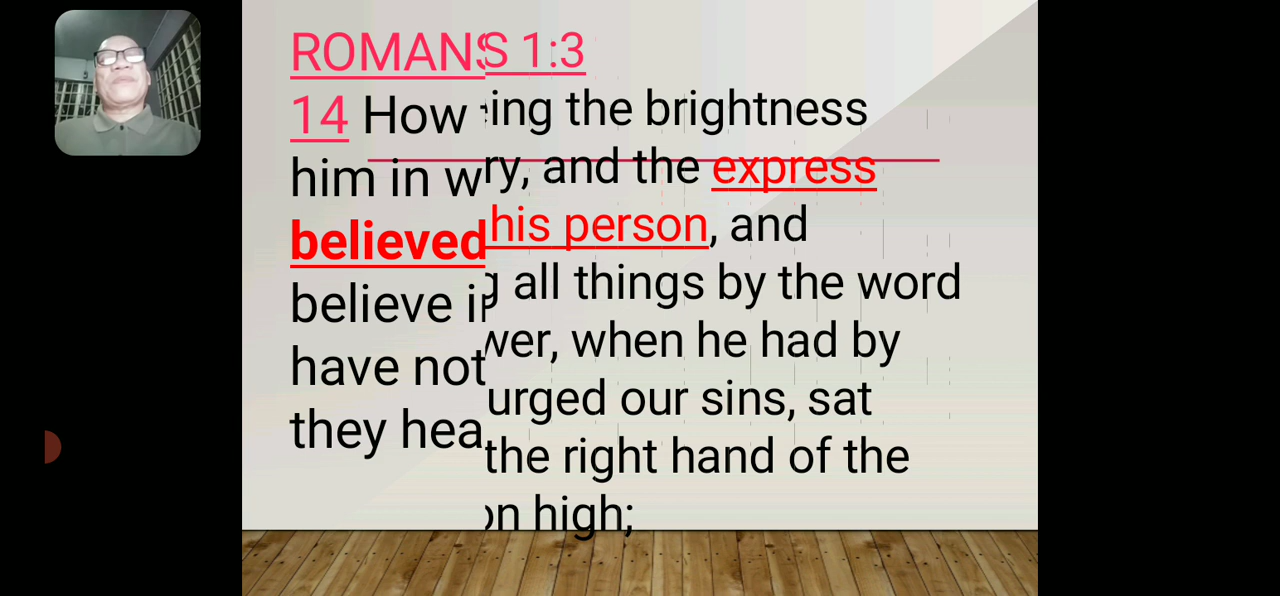 ROMANS 1:3
14 How ing the brightness
him in ry, and the express
believed his person, and
believe all things by the word
have not wer, when he had by
they urged our sins, sat
the right hand of the
on high;